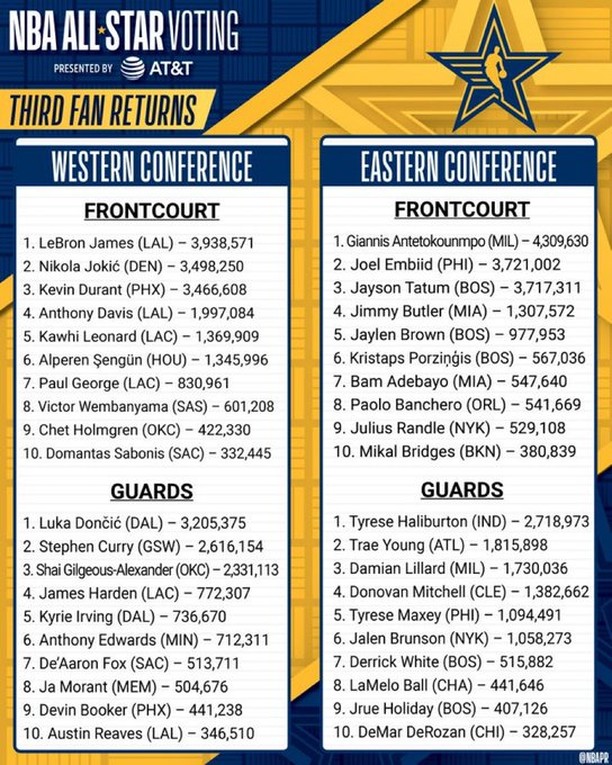 NBA ALL★STAR VOTING
PRESENTED BY AT&T
THIRD FAN RETURNS
WESTERN CONFERENCE
FRONTCOURT
1. LeBron James (LAL) – 3,938,571
2. Nikola Jokić (DEN) – 3,498,250
3. Kevin Durant (PHX) – 3,466,608
4. Anthony Davis (LAL) – 1,997,084
5. Kawhi Leonard (LAC) – 1,369,909
6. Alperen Şengün (HOU) – 1,345,996
7. Paul George (LAC) – 830,961
8. Victor Wembanyama (SAS) – 601,208
9. Chet Holmgren (OKC) – 422,330
10. Domantas Sabonis (SAC) – 332,445
GUARDS
1. Luka Dončić (DAL) – 3,205,375
2. Stephen Curry (GSW) – 2,616,154
3. Shai Gilgeous-Alexander (OKC) – 2,331,113
4. James Harden (LAC) – 772,307
5. Kyrie Irving (DAL) – 736,670
6. Anthony Edwards (MIN) – 712,311
7. De'Aaron Fox (SAC) – 513,711
8. Ja Morant (MEM) – 504,676
9. Devin Booker (PHX) – 441,238
10. Austin Reaves (LAL) – 346,510
EASTERN CONFERENCE
FRONTCOURT
1. Giannis Antetokounmpo (MIL) – 4,309,630
2. Joel Embiid (PHI) – 3,721,002
3. Jayson Tatum (BOS) – 3,717,311
4. Jimmy Butler (MIA) – 1,307,572
5. Jaylen Brown (BOS) – 977,953
6. Kristaps Porziņģis (BOS) – 567,036
7. Bam Adebayo (MIA) – 547,640
8. Paolo Banchero (ORL) – 541,669
9. Julius Randle (NYK) – 529,108
10. Mikal Bridges (BKN) – 380,839
GUARDS
1. Tyrese Haliburton (IND) – 2,718,973
2. Trae Young (ATL) – 1,815,898
3. Damian Lillard (MIL) – 1,730,036
4. Donovan Mitchell (CLE) – 1,382,662
5. Tyrese Maxey (PHI) – 1,094,491
6. Jalen Brunson (NYK) – 1,058,273
7. Derrick White (BOS) – 515,882
8. LaMelo Ball (CHA) – 441,646
9. Jrue Holiday (BOS) – 407,126
10. DeMar DeRozan (CHI) – 328,257
@NBAPR